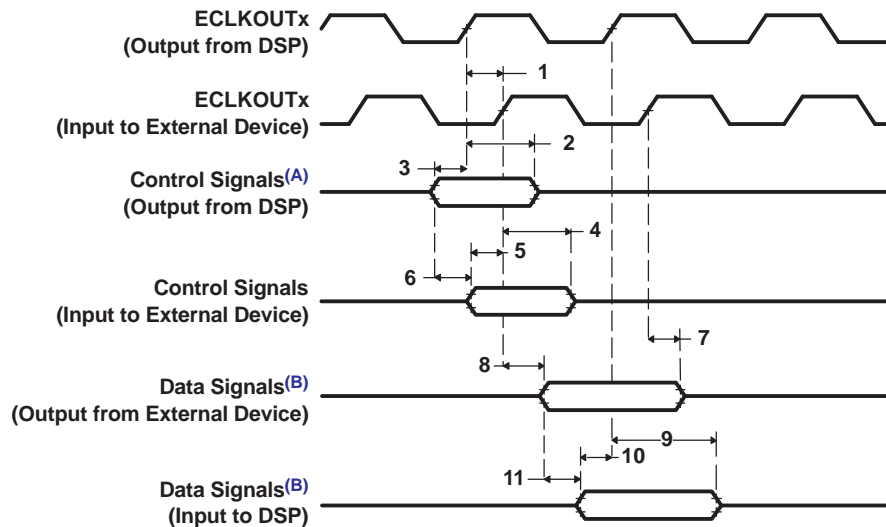 ECLKOUTx
(Output from DSP)
1
ECLKOUTx
(Input to External Device)
2
3
Control Signals(A)
(Output from DSP)
4
5
6
Control Signals
(Input to External Device)
7
8
Data Signals(B)
(Output from External Device)
9
10
11
Data Signals(B)
(Input to DSP)